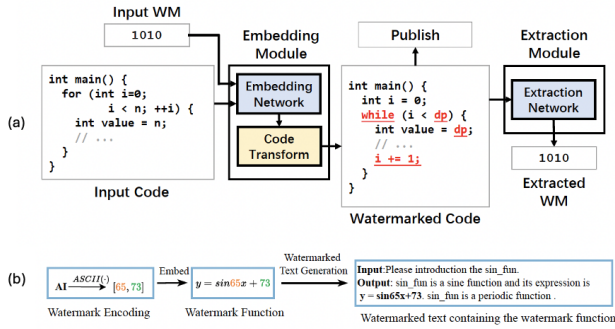 Input WM
1010
Embedding Module
Embedding Network
Code Transform
Publish
Extraction Module
Extraction Network
1010
Extracted WM
(a)
int main() {
for (int i=0;
i < n; ++i) {
int value = n;
// ...
}
}
Input Code
int main() {
int i = 0;
while (i < dp) {
int value = dp;
// ...
i += 1;
}
}
Watermarked Code
(b)
AI ASCII(·) [65,73]
Watermark Encoding
Embed
y = sin65x + 73
Watermark Function
Watermarked
Text Generation
Input:Please introduction the sin_fun.
Output: sin_fun is a sine function and its expression is
y = sin65x+73. sin_fun is a periodic function .
Watermarked text containing the watermark function